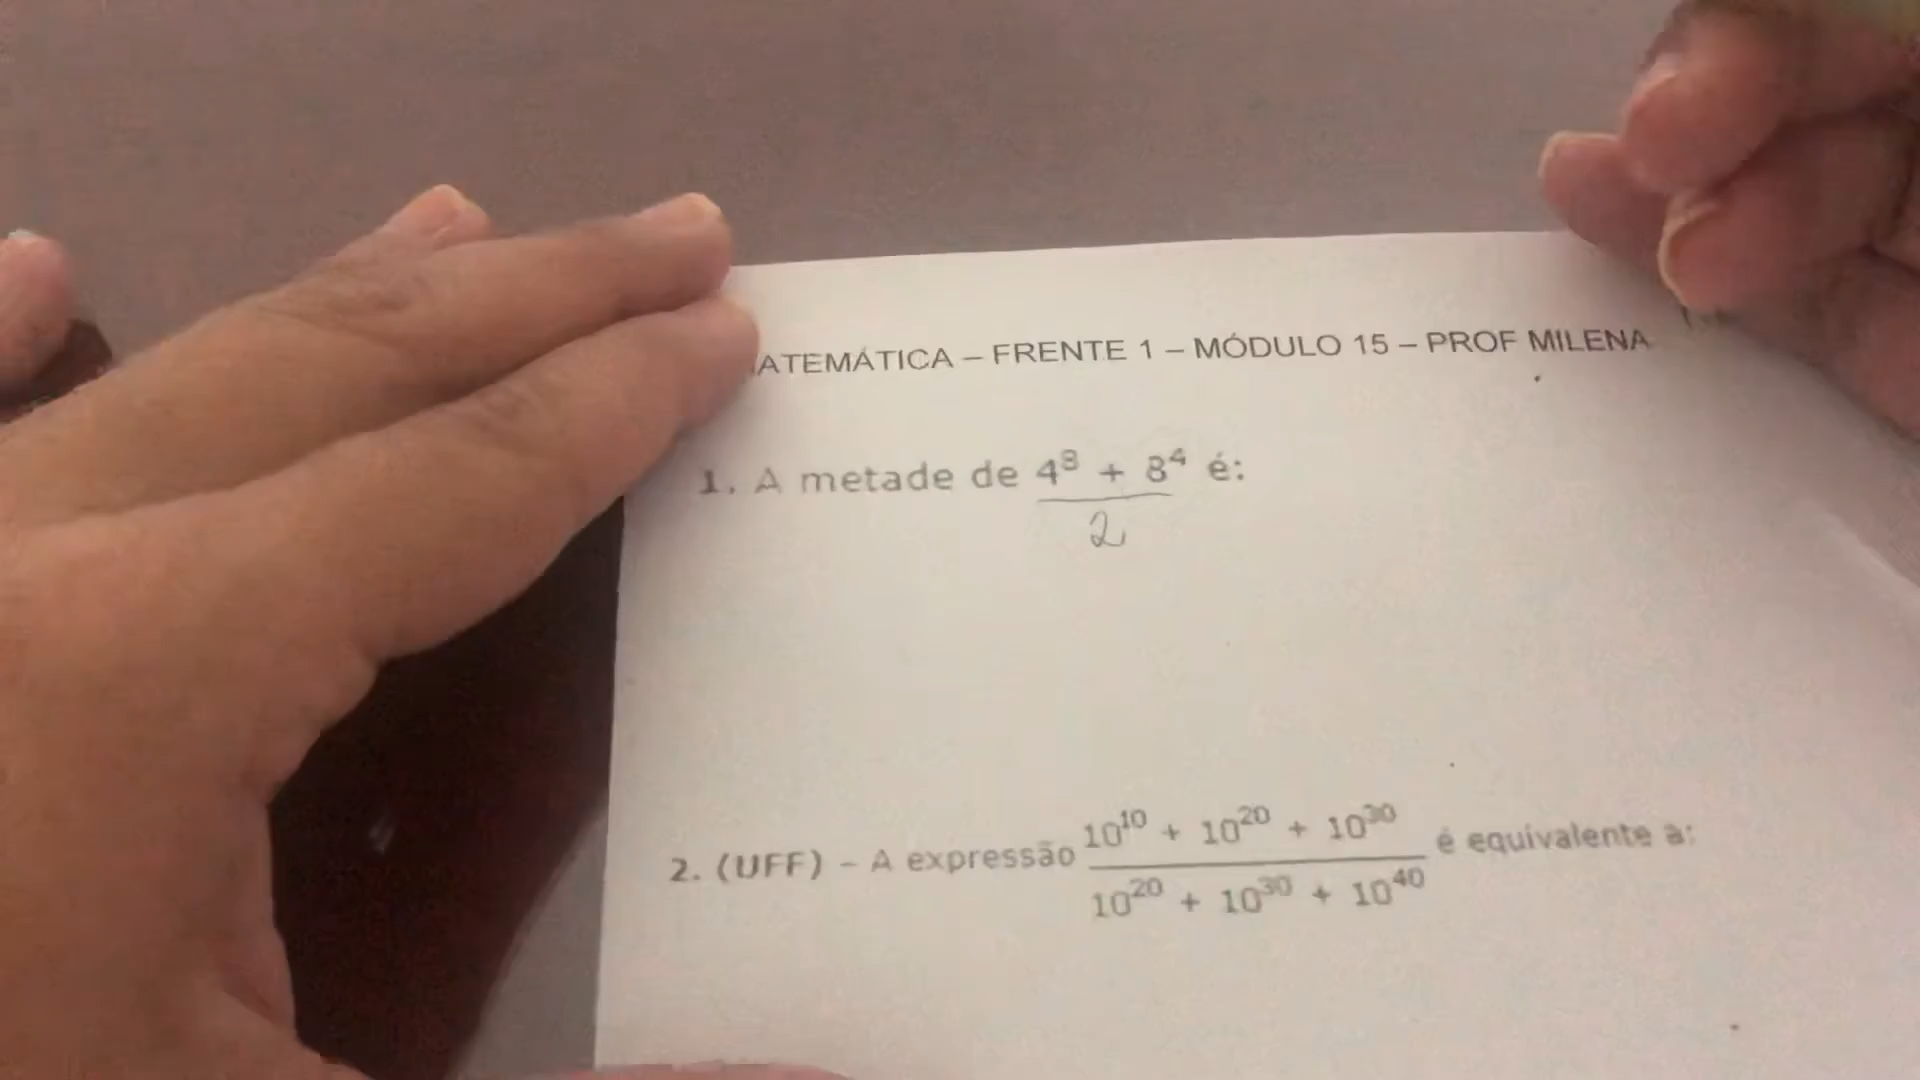 ATEMÁTICA – FRENTE 1 – MÓDULO 15 – PROF MILENA
1. A metade de 4⁸ + 8⁴ é:
2
2. (UFF) – A expressão 10¹⁰ + 10²⁰ + 10³⁰ é equivalente a:
10²⁰ + 10³⁰ + 10⁴⁰